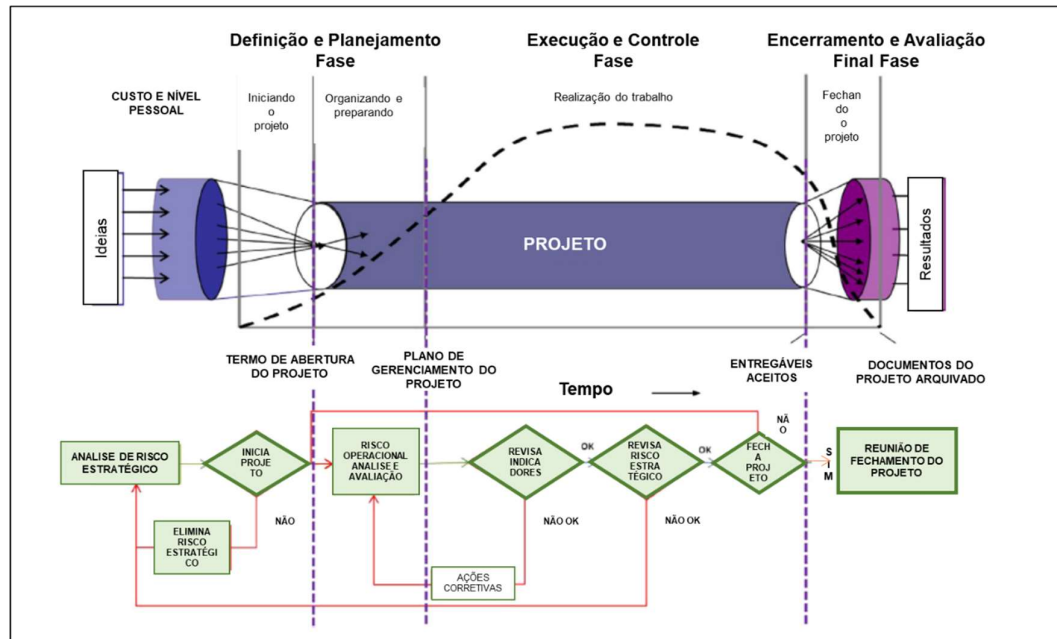 Definição e Planejamento
Fase
Execução e Controle
Fase
Encerramento e Avaliação
Final Fase
CUSTO E NÍVEL
PESSOAL
Iniciando
o
projeto
Organizando e
preparando
Realização do trabalho
Fechan
do o
projeto
Ideias
PROJETO
Resultados
TERMO DE ABERTURA
DO PROJETO
PLANO DE
GERENCIAMENTO DO
PROJETO
ENTREGÁVEIS
ACEITOS
DOCUMENTOS DO
PROJETO ARQUIVADO
Tempo
ANALISE DE RISCO
ESTRATÉGICO
INICIA
PROJE
TO
RISCO
OPERACIONAL
ANALISE E
AVALIAÇÃO
REVISA
INDICA
DORES
OK
REVISA
RISCO
ESTRA
TÉGICO
OK
FECH
A
PROJ
ETO
NÃ
O
S
I
M
REUNIÃO DE
FECHAMENTO DO
PROJETO
NÃO
NÃO OK
NÃO OK
ELIMINA
RISCO
ESTRATÉGI
CO
AÇÕES
CORRETIVAS